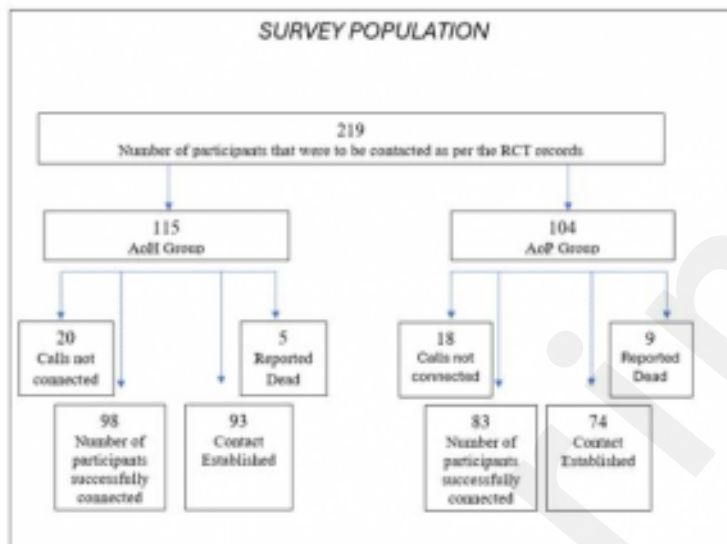 SURVEY POPULATION
219
Number of participants that were to be contacted as per the RCT records
115
AoH Group
104
AoP Group
20
Calls not
connected
5
Reported
Dead
18
Calls not
connected
9
Reported
Dead
98
Number of
participants
successfully
connected
93
Contact
Established
83
Number of
participants
successfully
connected
74
Contact
Established